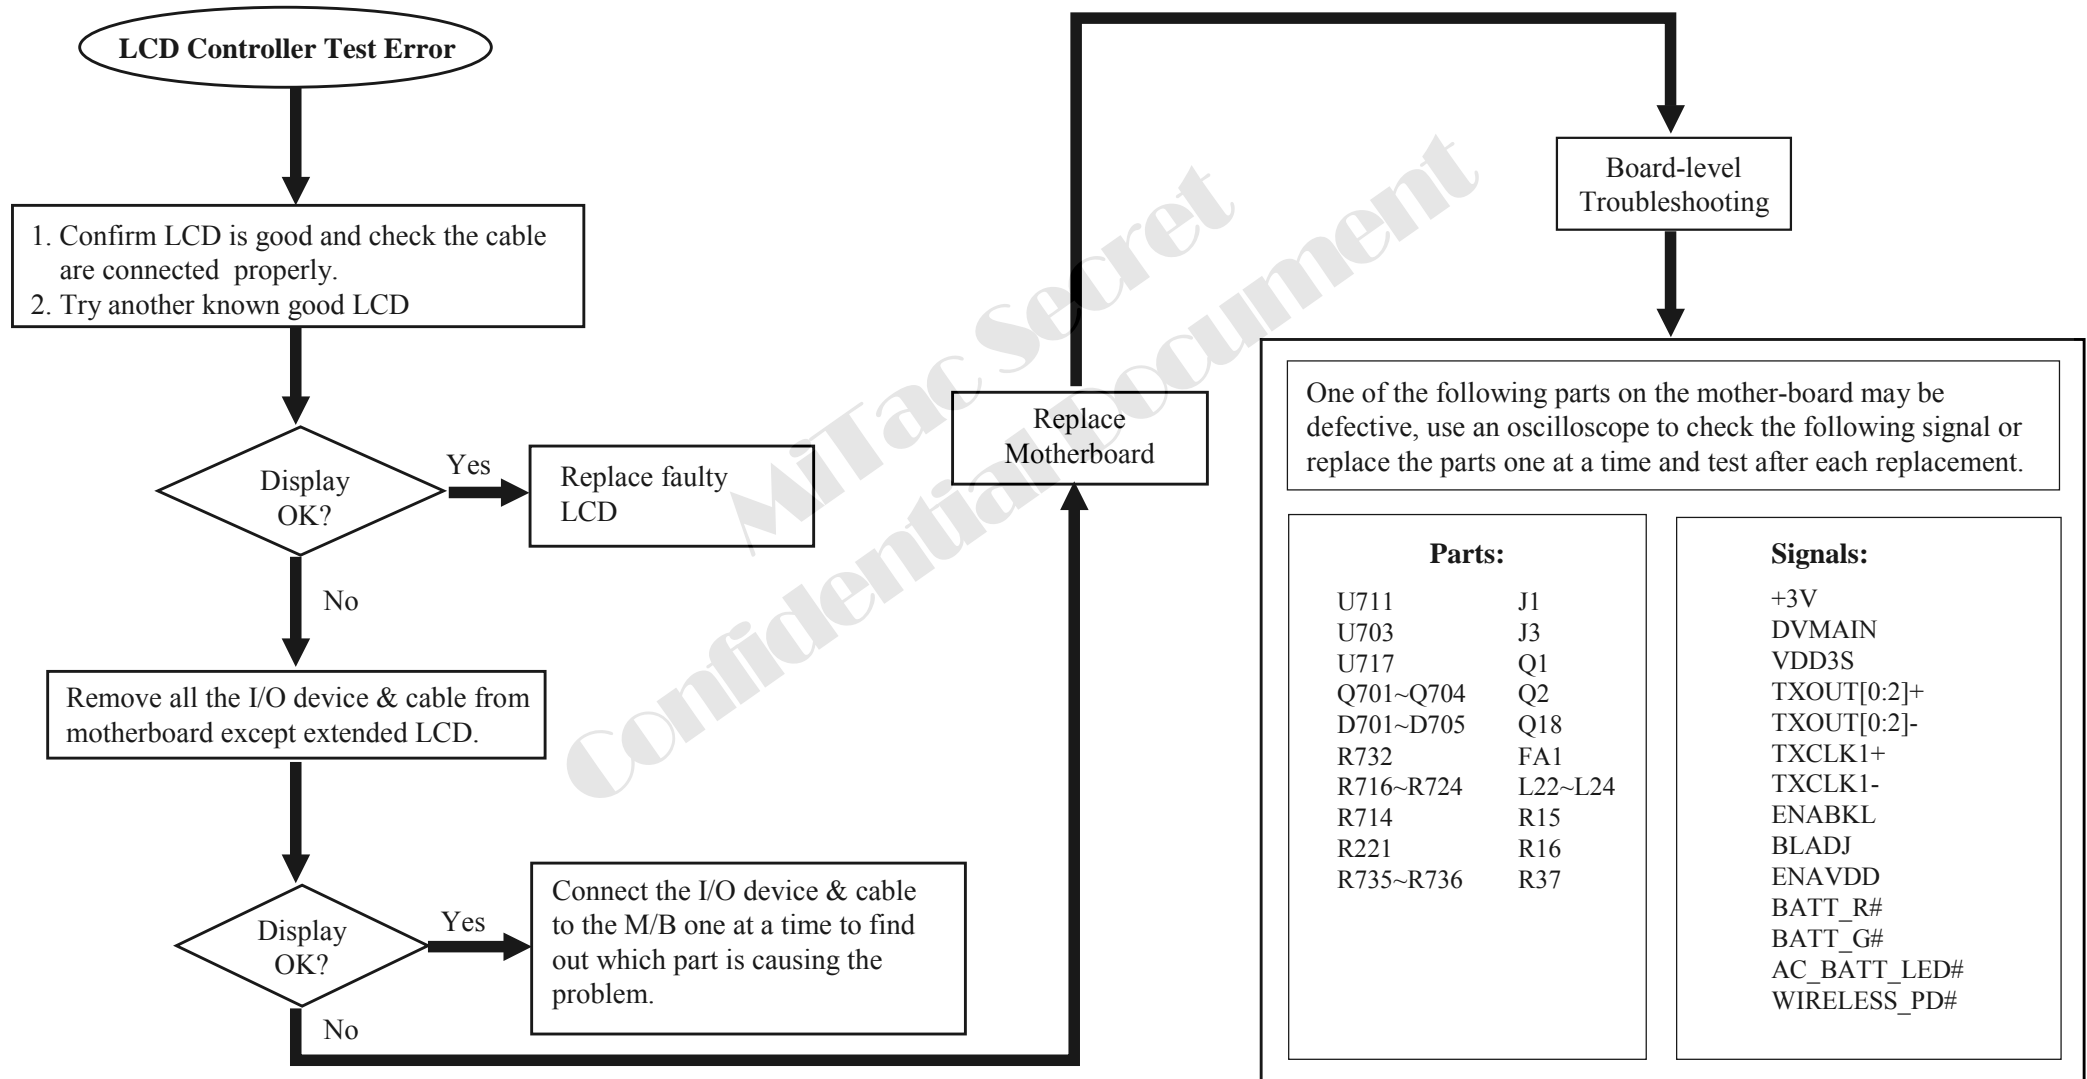 LCD Controller Test Error
1. Confirm LCD is good and check the cable
are connected properly.
2. Try another known good LCD
Display
OK?
Yes
Replace faulty
LCD
No
Remove all the I/O device & cable from
motherboard except extended LCD.
Display
OK?
Yes
Connect the I/O device & cable
to the M/B one at a time to find
out which part is causing the
problem.
No
Replace
Motherboard
Board-level
Troubleshooting
One of the following parts on the mother-board may be
defective, use an oscilloscope to check the following signal or
replace the parts one at a time and test after each replacement.
Parts:
U711
U703
U717
Q701~Q704
D701~D705
R732
R716~R724
R714
R221
R735~R736
J1
J3
Q1
Q2
Q18
FA1
L22~L24
R15
R16
R37
Signals:
+3V
DVMAIN
VDD3S
TXOUT[0:2]+
TXOUT[0:2]-
TXCLK1+
TXCLK1-
ENABKL
BLADJ
ENAVDD
BATT_R#
BATT_G#
AC_BATT_LED#
WIRELESS_PD#
MiTac Secret
Confidential Document